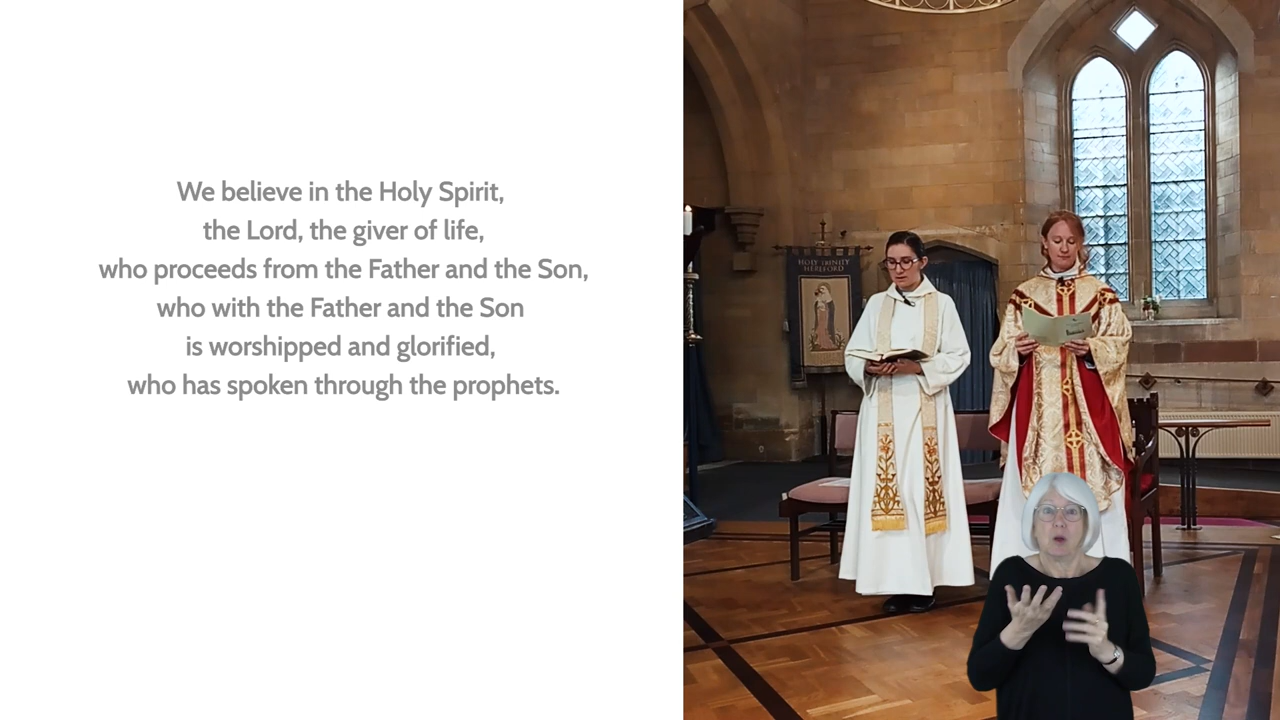 We believe in the Holy Spirit,
the Lord, the giver of life,
who proceeds from the Father and the Son,
who with the Father and the Son
is worshipped and glorified,
who has spoken through the prophets.
HOLY TRINITY
HEREFORD